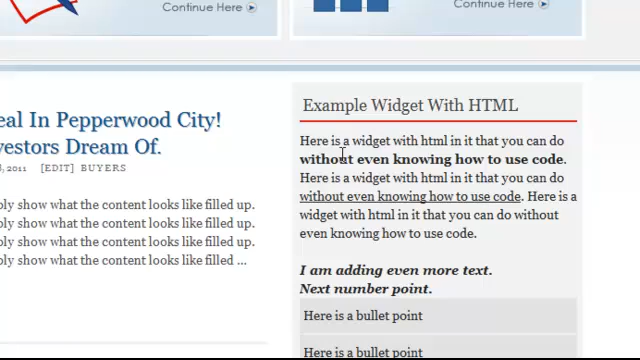 Continue Here
Continue Here
eal In Pepperwood City!
vestors Dream Of.
, 2011 [EDIT] BUYERS
ply show what the content looks like filled up.
ply show what the content looks like filled up.
ply show what the content looks like filled up.
ply show what the content looks like filled ...
Example Widget With HTML
Here is a widget with html in it that you can do
without even knowing how to use code.
Here is a widget with html in it that you can do
without even knowing how to use code. Here is a
widget with html in it that you can do without
even knowing how to use code.
I am adding even more text.
Next number point.
Here is a bullet point
Here is a bullet point